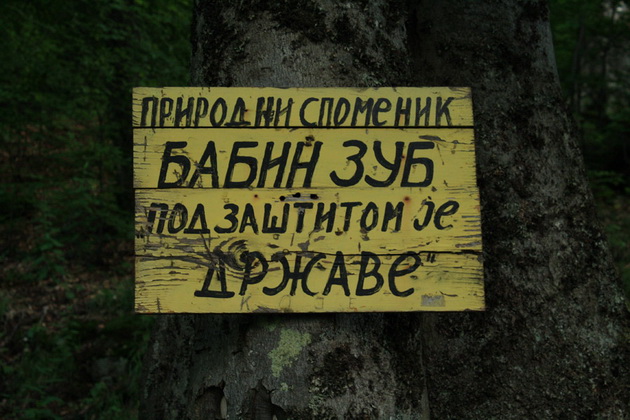 ПРИРОДНИ СПОМЕНИК
БАБИН ЗУБ
"ПОД ЗАШТИТОМ ЈЕ
ДРЖАВЕ"